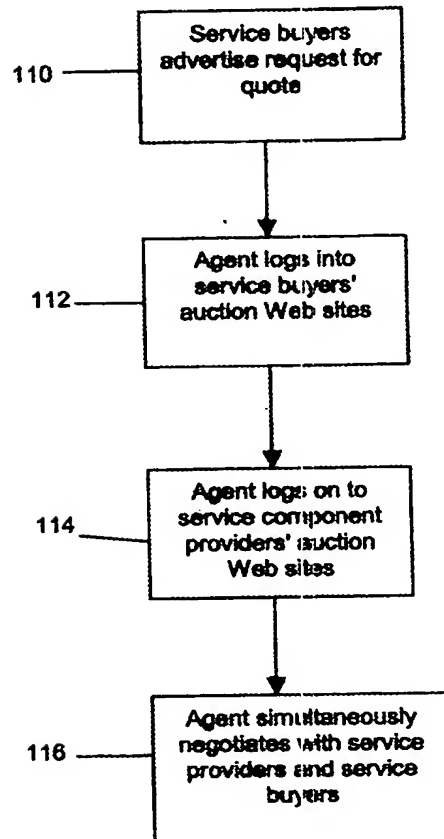 110
Service buyers
advertise request for
quote
112
Agent logs into
service buyers'
auction Web sites
114
Agent logs on to
service component
providers' auction
Web sites
116
Agent simultaneously
negotiates with service
providers and service
buyers